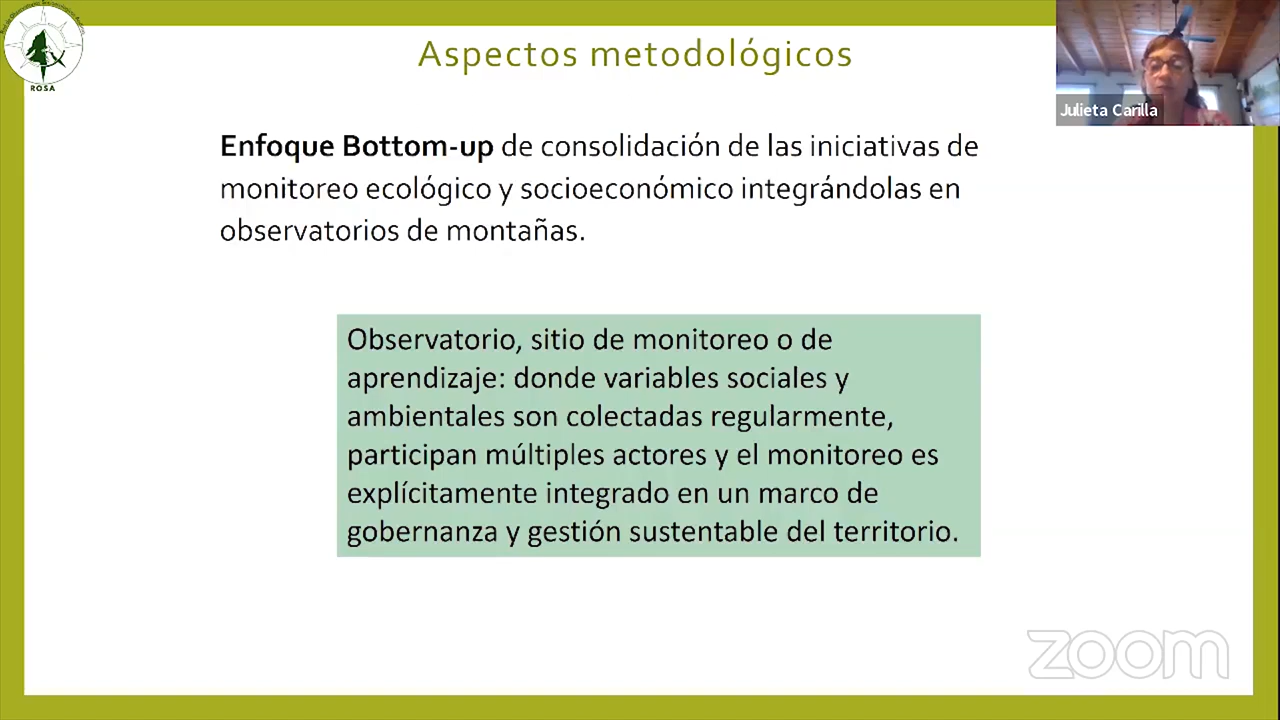 ROSA
Aspectos metodológicos
Julieta Carilla
Enfoque Bottom-up de consolidación de las iniciativas de
monitoreo ecológico y socioeconómico integrándolas en
observatorios de montañas.
Observatorio, sitio de monitoreo o de
aprendizaje: donde variables sociales y
ambientales son colectadas regularmente,
participan múltiples actores y el monitoreo es
explícitamente integrado en un marco de
gobernanza y gestión sustentable del territorio.
zoom